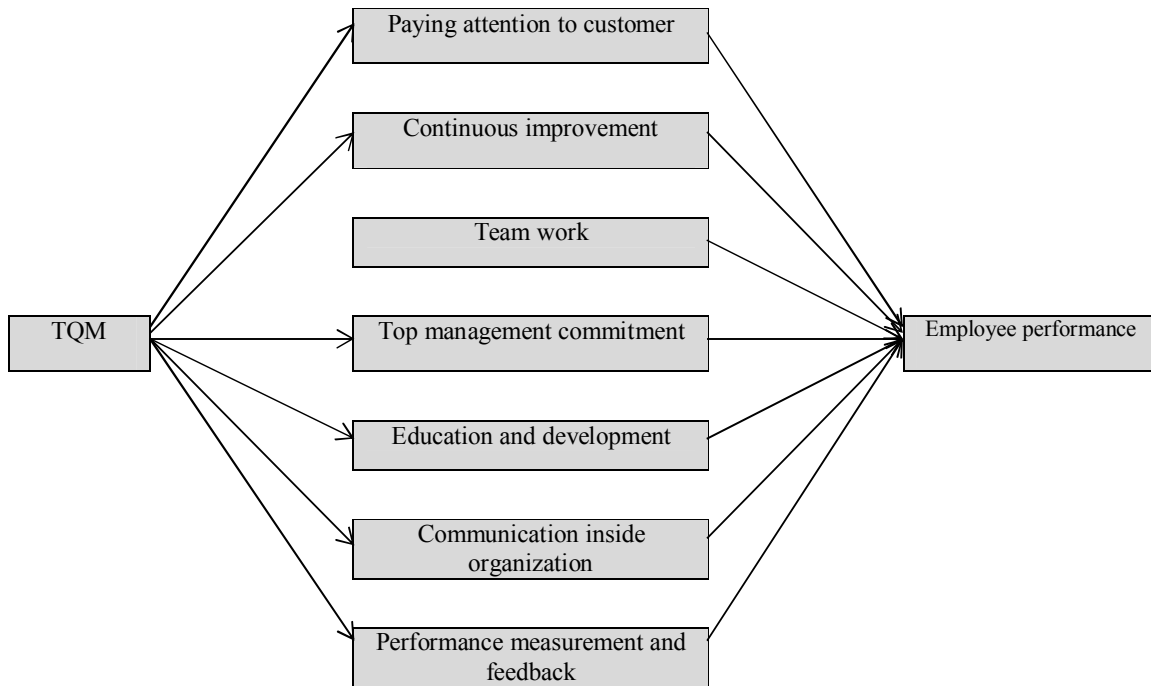 Paying attention to customer
Continuous improvement
Team work
TQM
Top management commitment
Employee performance
Education and development
Communication inside
organization
Performance measurement and
feedback